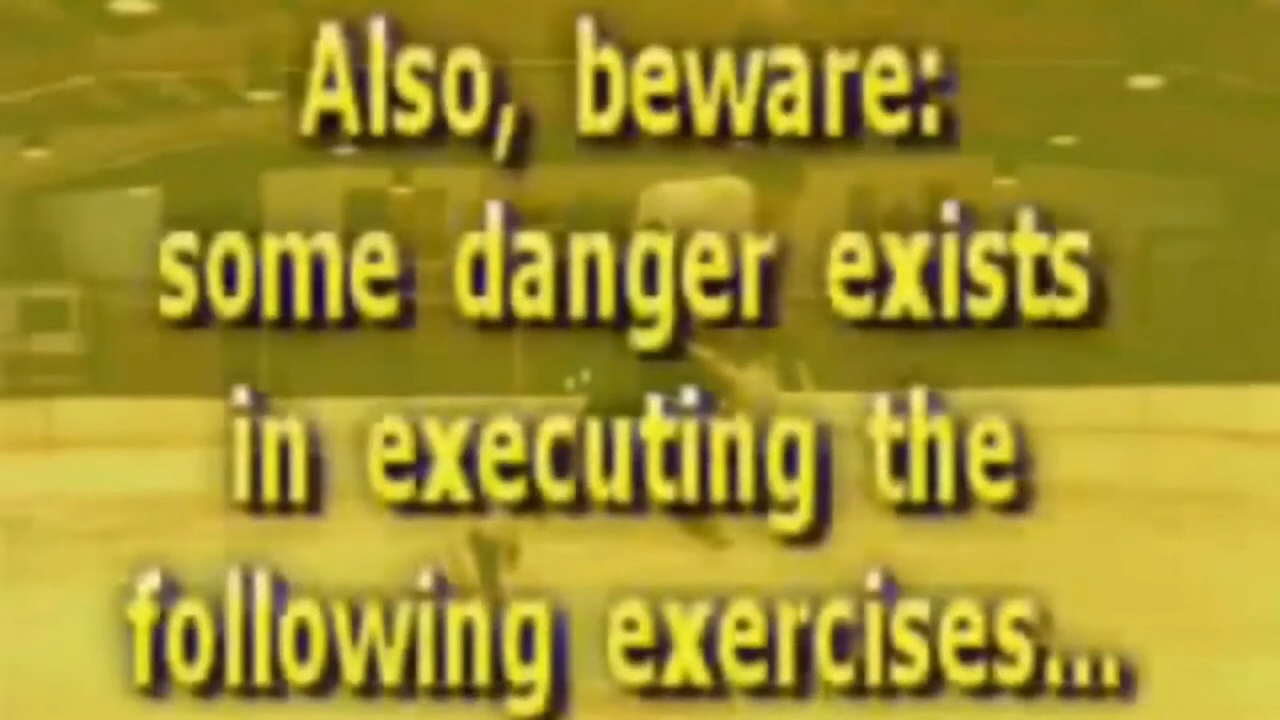 Also, beware:
some danger exists
in executing the
following exercises...